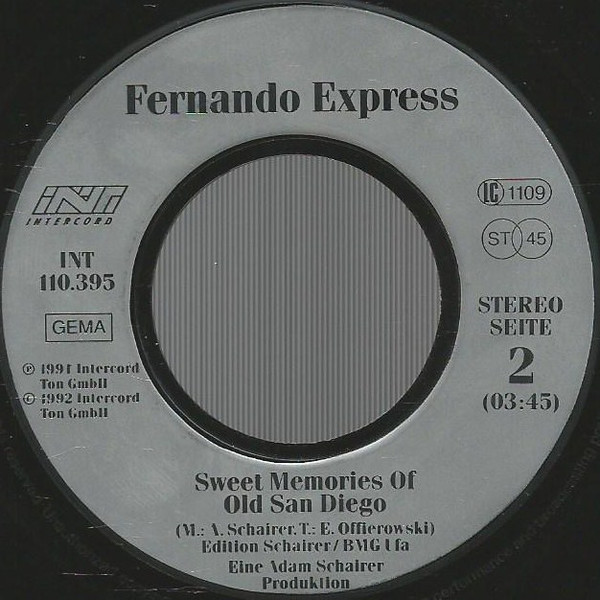 Fernando Express
INT
INTERCORD
INT
110.395
GEMA
℗ 1991 Intercord
Ton GmbH
© 1992 Intercord
Ton GmbH
LC 1109
ST 45
STEREO
SEITE
2
(03:45)
Sweet Memories Of
Old San Diego
(M.: A. Schairer, T.: E. Offierowski)
Edition Schairer / BMG Ufa
Eine Adam Schairer
Produktion